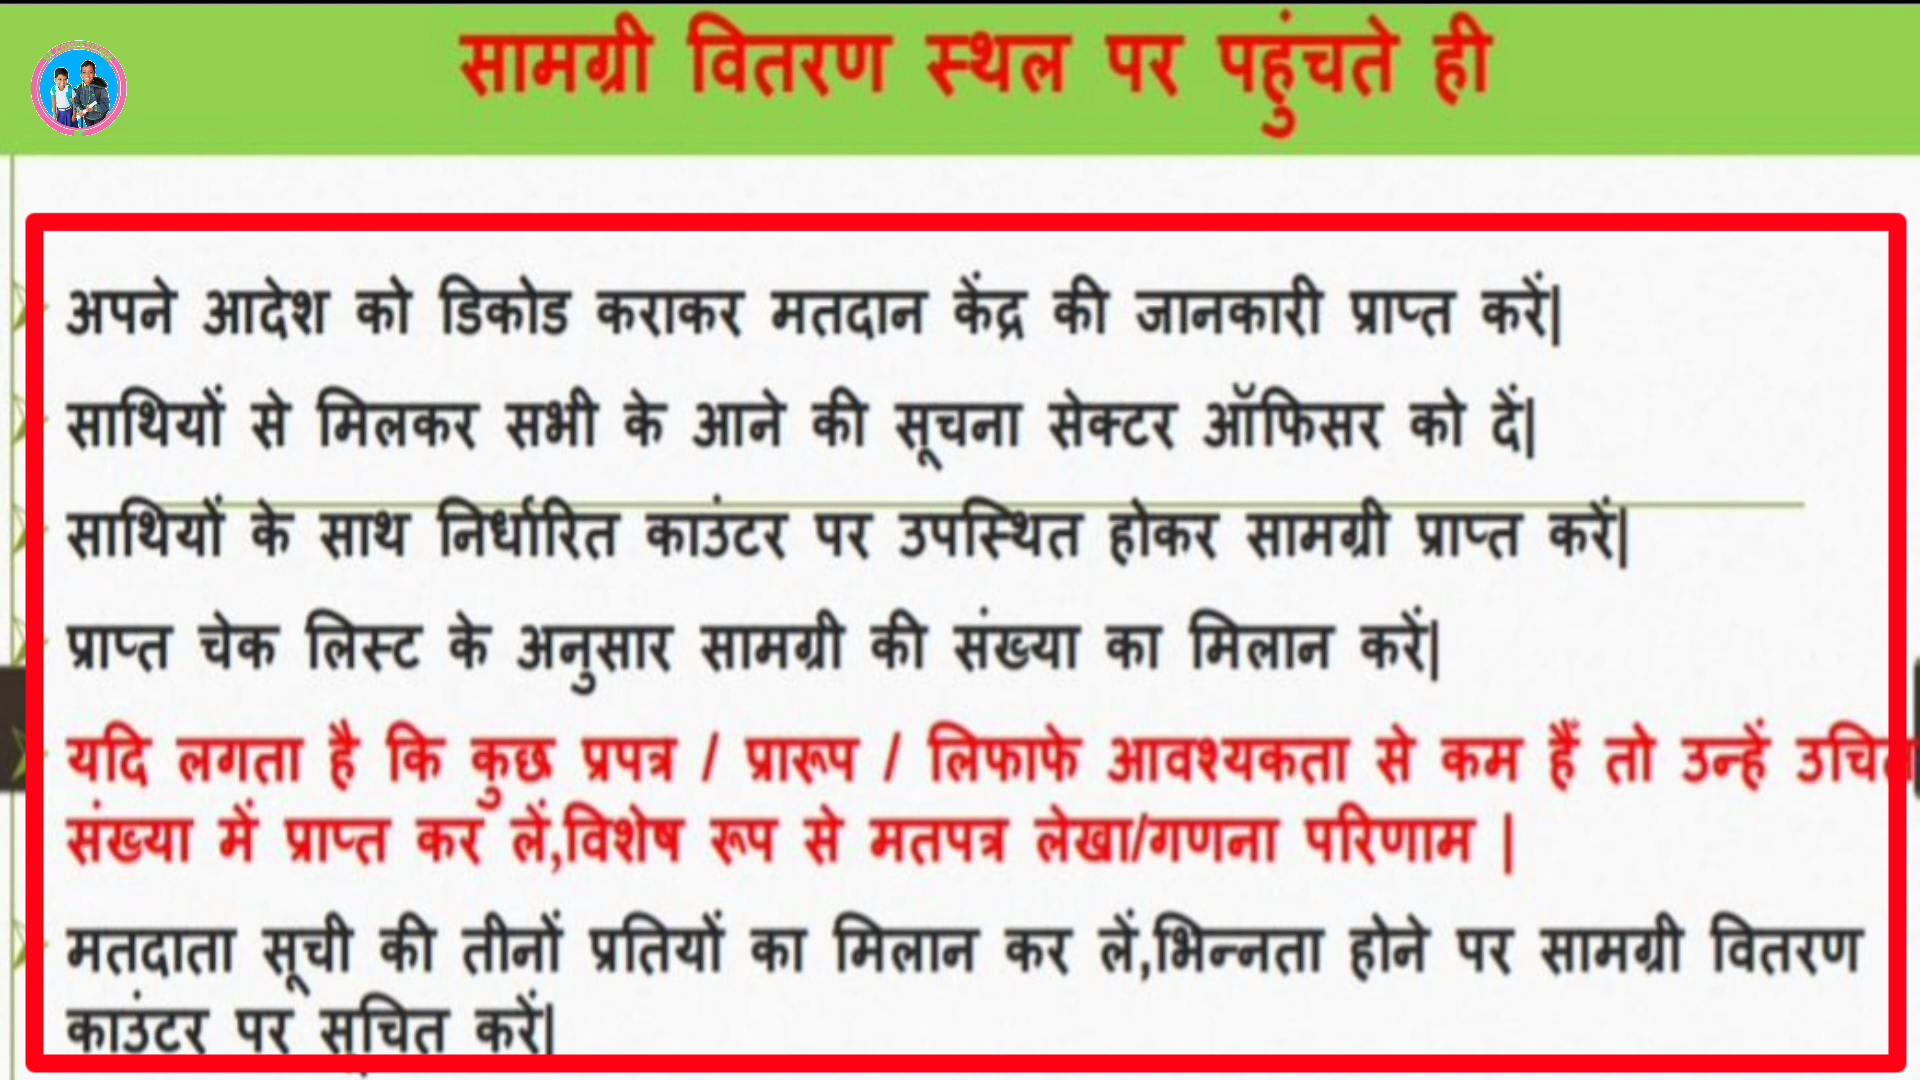 सामग्री वितरण स्थल पर पहुंचते ही
अपने आदेश को डिकोड कराकर मतदान केंद्र की जानकारी प्राप्त करें|
साथियों से मिलकर सभी के आने की सूचना सेक्टर ऑफिसर को दें|
साथियों के साथ निर्धारित काउंटर पर उपस्थित होकर सामग्री प्राप्त करें|
प्राप्त चेक लिस्ट के अनुसार सामग्री की संख्या का मिलान करें|
यदि लगता है कि कुछ प्रपत्र / प्रारूप / लिफाफे आवश्यकता से कम हैं तो उन्हें उचित
संख्या में प्राप्त कर लें,विशेष रूप से मतपत्र लेखा/गणना परिणाम |
मतदाता सूची की तीनों प्रतियों का मिलान कर लें,भिन्नता होने पर सामग्री वितरण
काउंटर पर सूचित करें|